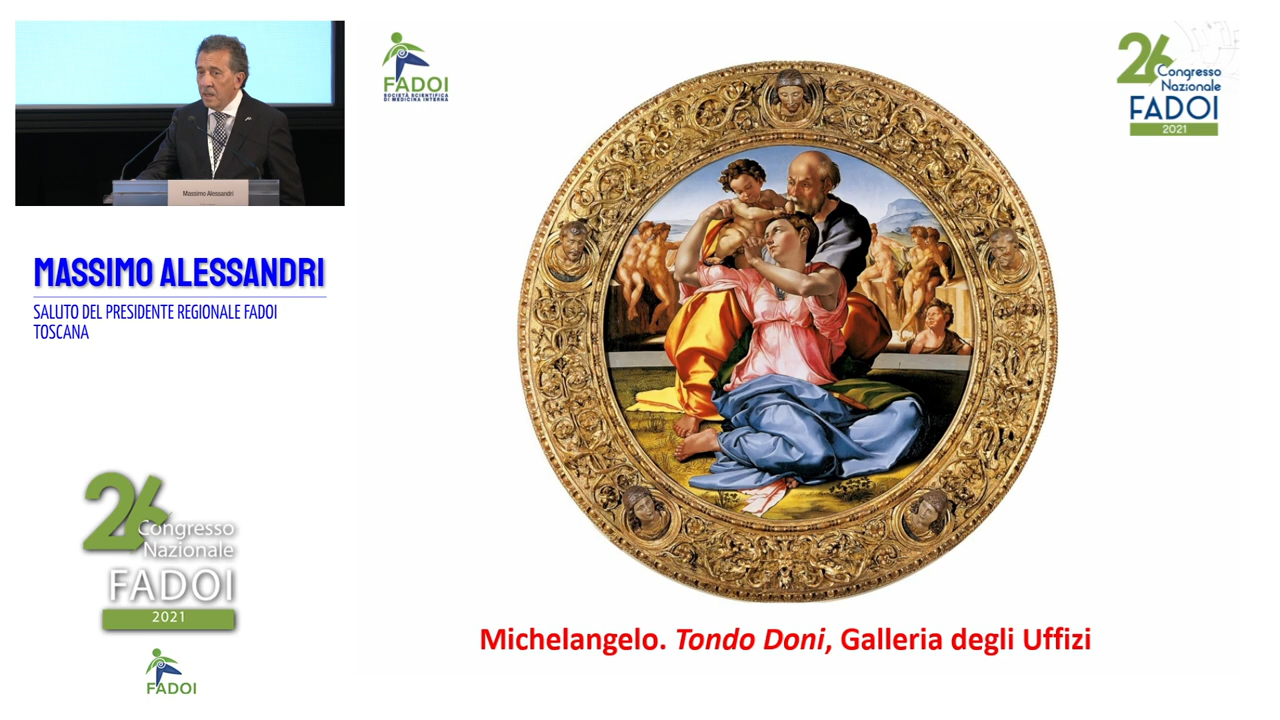 FADOI
SOCIETÀ SCIENTIFICA
DI MEDICINA INTERNA
26
Congresso
Nazionale
FADOI
2021
Massimo Alessandri
MASSIMO ALESSANDRI
SALUTO DEL PRESIDENTE REGIONALE FADOI
TOSCANA
26
Congresso
Nazionale
FADOI
2021
FADOI
Michelangelo. Tondo Doni, Galleria degli Uffizi